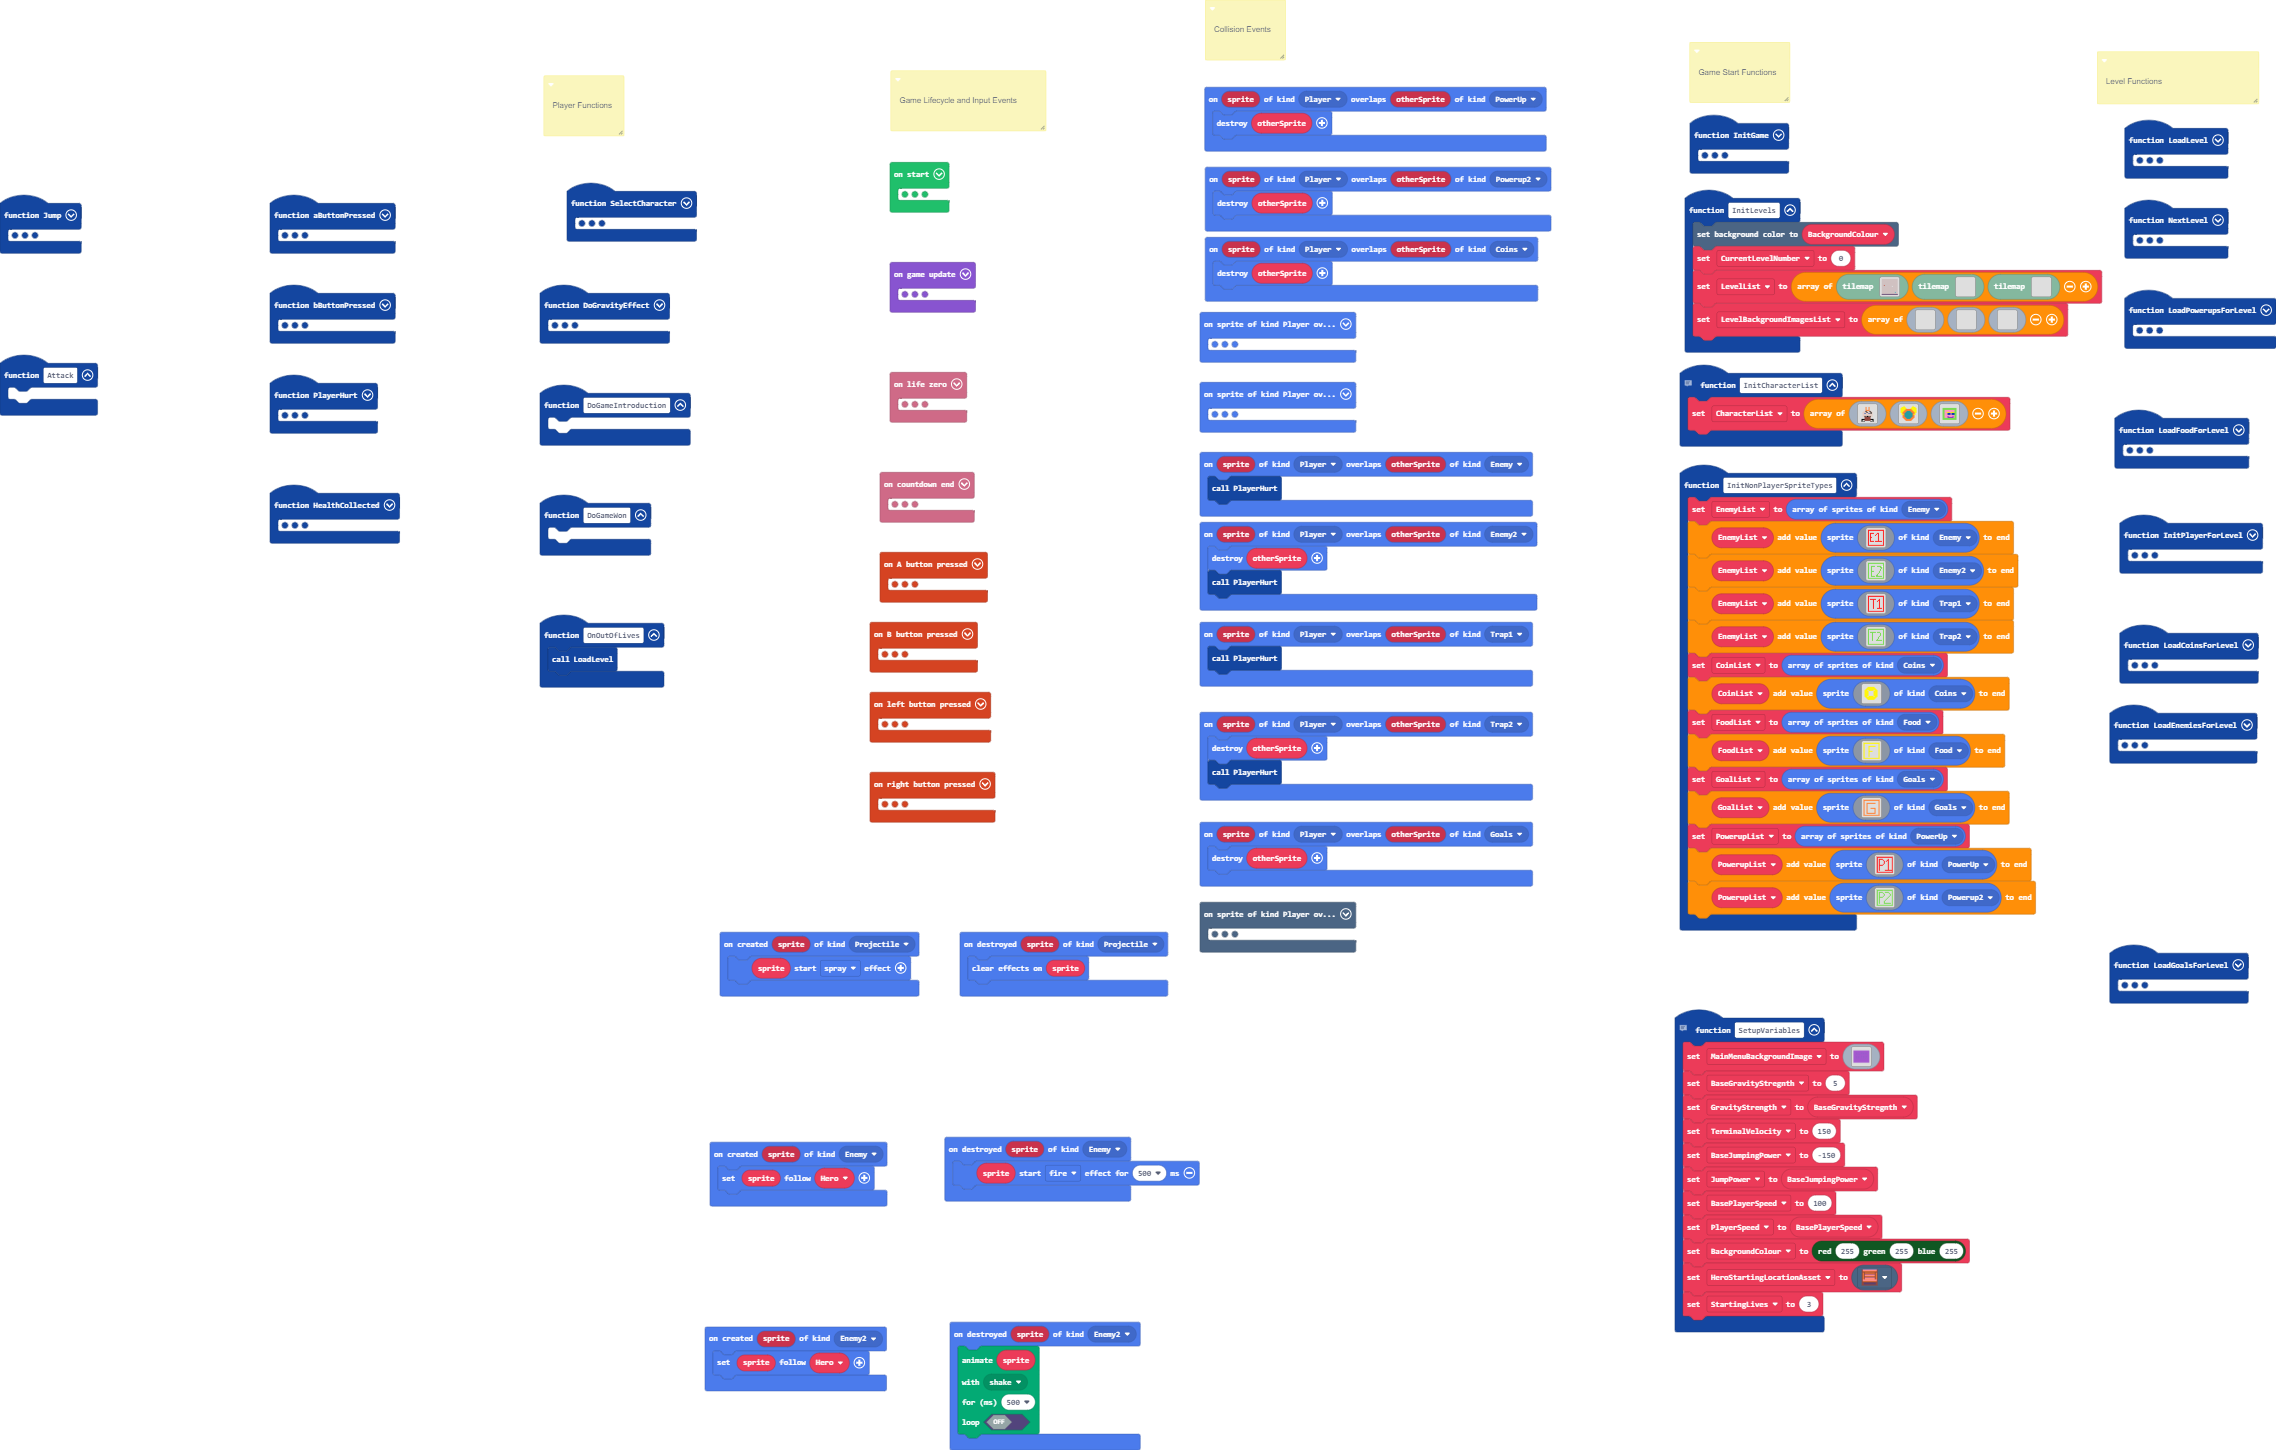 Player Functions
Game Lifecycle and Input Events
Collision Events
Game Start Functions
Level Functions
function Jump
function Attack
function aButtonPressed
function bButtonPressed
function PlayerHurt
function HealthCollected
function SelectCharacter
function DoGravityEffect
function DoGameIntroduction
function DoGameWon
function OnOutOfLives
call LoadLevel
on start
on game update
on life zero
on countdown end
on A button pressed
on B button pressed
on left button pressed
on right button pressed
on created sprite of kind Projectile
sprite start spray effect
on destroyed sprite of kind Projectile
clear effects on sprite
on created sprite of kind Enemy
set sprite follow Hero
on destroyed sprite of kind Enemy
sprite start fire effect for 500 ms
on created sprite of kind Enemy2
set sprite follow Hero
on destroyed sprite of kind Enemy2
animate sprite
with shake
for (ms) 500
loop OFF
on sprite of kind Player overlaps otherSprite of kind PowerUp
destroy otherSprite
on sprite of kind Player overlaps otherSprite of kind Powerup2
destroy otherSprite
on sprite of kind Player overlaps otherSprite of kind Coins
destroy otherSprite
on sprite of kind Player ov...
on sprite of kind Player ov...
on sprite of kind Player overlaps otherSprite of kind Enemy
call PlayerHurt
on sprite of kind Player overlaps otherSprite of kind Enemy2
destroy otherSprite
call PlayerHurt
on sprite of kind Player overlaps otherSprite of kind Trap1
call PlayerHurt
on sprite of kind Player overlaps otherSprite of kind Trap2
destroy otherSprite
call PlayerHurt
on sprite of kind Player overlaps otherSprite of kind Goals
destroy otherSprite
on sprite of kind Player ov...
function InitGame
function InitLevels
set background color to BackgroundColour
set CurrentLevelNumber to 0
set LevelList to array of tilemap tilemap tilemap
set LevelBackgroundImagesList to array of
function InitCharacterList
set CharacterList to array of
function InitNonPlayerSpriteTypes
set EnemyList to array of sprites of kind Enemy
EnemyList add value sprite E1 of kind Enemy to end
EnemyList add value sprite E2 of kind Enemy2 to end
EnemyList add value sprite T1 of kind Trap1 to end
EnemyList add value sprite T2 of kind Trap2 to end
set CoinList to array of sprites of kind Coins
CoinList add value sprite of kind Coins to end
set FoodList to array of sprites of kind Food
FoodList add value sprite of kind Food to end
set GoalList to array of sprites of kind Goals
GoalList add value sprite G of kind Goals to end
set PowerupList to array of sprites of kind PowerUp
PowerupList add value sprite P1 of kind PowerUp to end
PowerupList add value sprite P2 of kind Powerup2 to end
function SetupVariables
set MainMenuBackgroundImage to
set BaseGravityStregnth to 5
set GravityStrength to BaseGravityStregnth
set TerminalVelocity to 150
set BaseJumpingPower to -150
set JumpPower to BaseJumpingPower
set BasePlayerSpeed to 100
set PlayerSpeed to BasePlayerSpeed
set BackgroundColour to red 255 green 255 blue 255
set HeroStartingLocationAsset to
set StartingLives to 3
function LoadLevel
function NextLevel
function LoadPowerupsForLevel
function LoadFoodForLevel
function InitPlayerForLevel
function LoadCoinsForLevel
function LoadEnemiesForLevel
function LoadGoalsForLevel